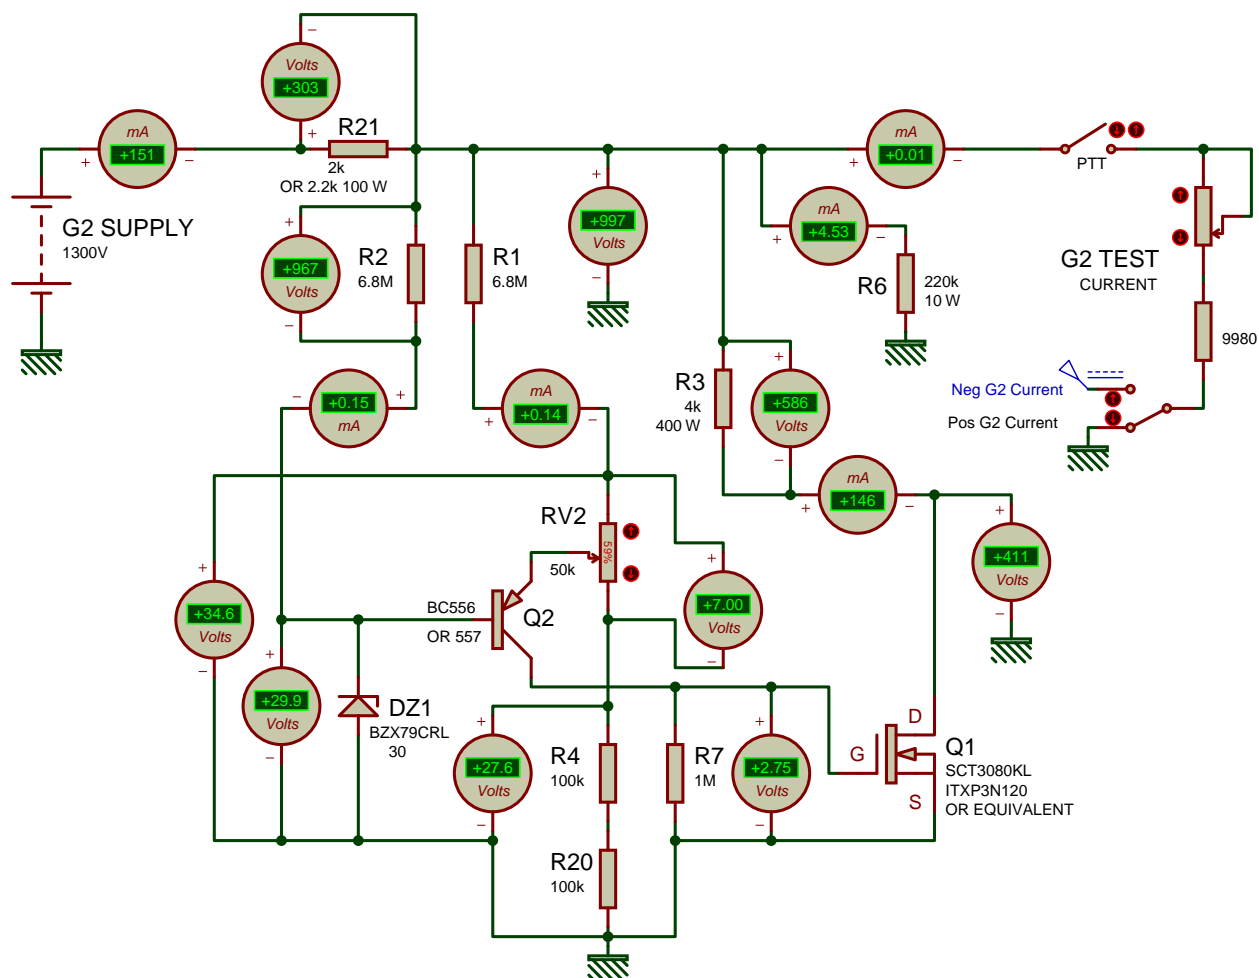 Volts
+303
mA
+151
+
-
-
+
R21
2k
OR 2.2k 100 W
G2 SUPPLY
1300V
+
+967
Volts
-
R2
6.8M
R1
6.8M
+
+997
Volts
-
mA
+0.01
+
-
PTT
mA
+4.53
+
-
R6
220k
10 W
G2 TEST
CURRENT
9980
Neg G2 Current
Pos G2 Current
-
+
+0.15
mA
+0.14
mA
+
-
R3
4k
400 W
+
+586
Volts
-
mA
+146
+
-
+
+411
Volts
-
RV2
59%
50k
+
+34.6
Volts
-
BC556
OR 557
Q2
+
+7.00
Volts
-
+
+29.9
Volts
-
DZ1
BZX79CRL
30
+
+27.6
Volts
-
R4
100k
R7
1M
+
+2.75
Volts
-
D
G
S
Q1
SCT3080KL
ITXP3N120
OR EQUIVALENT
R20
100k